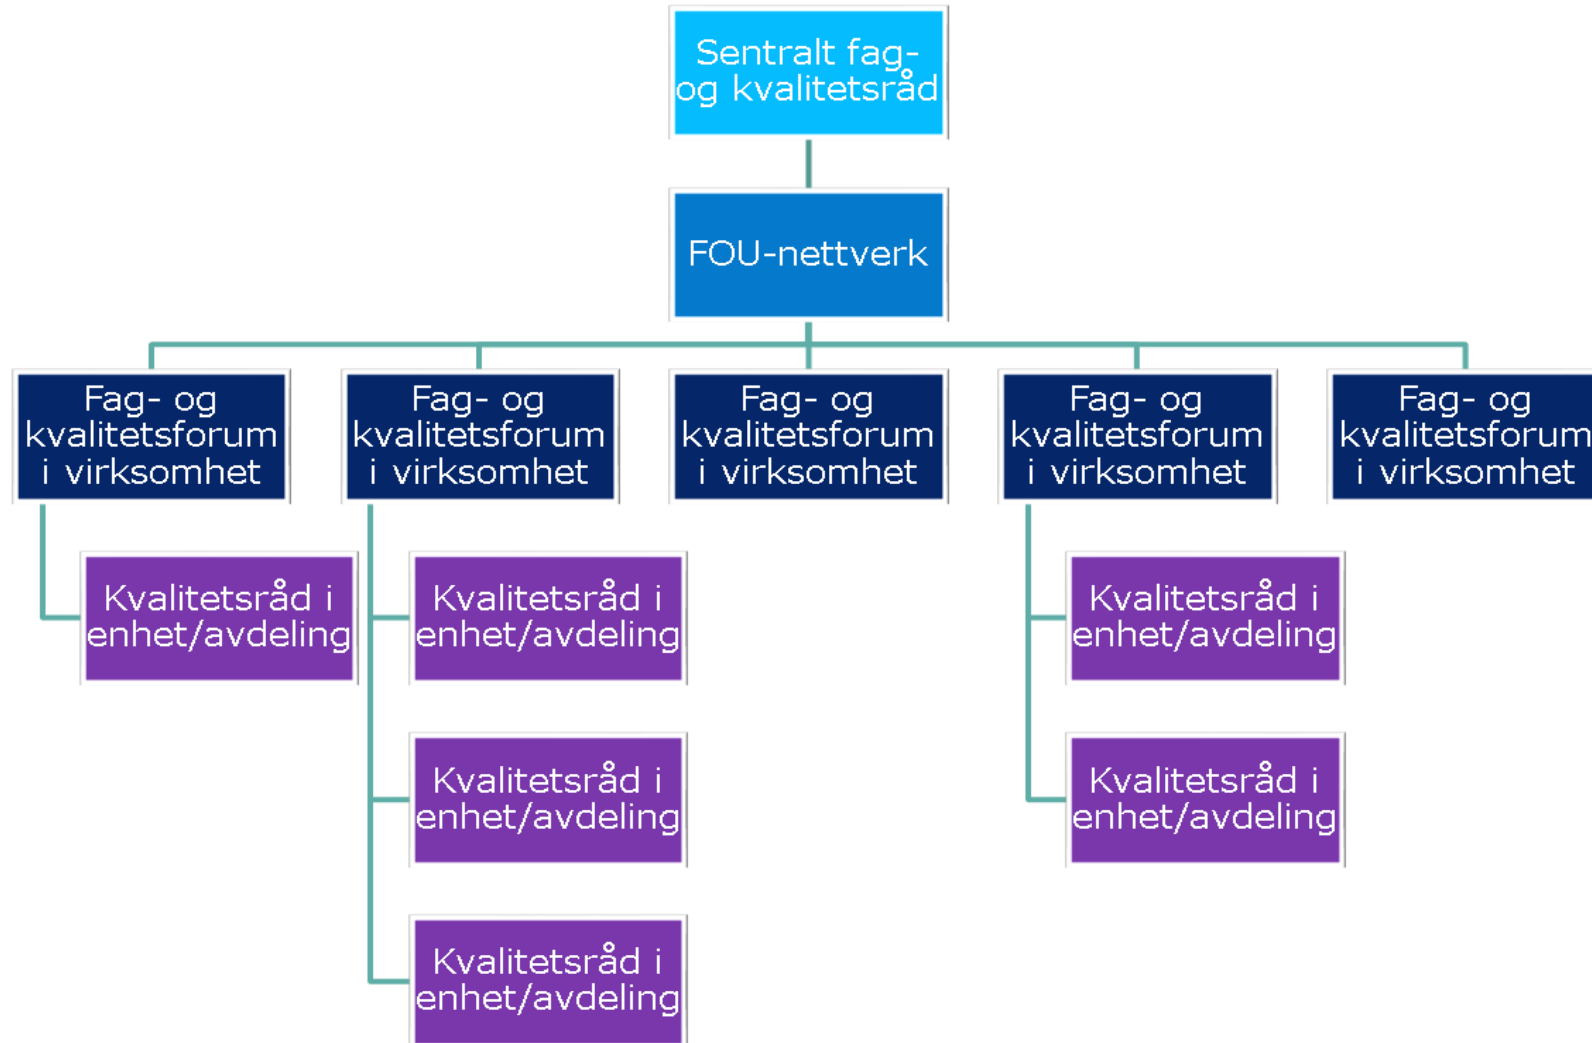 Sentralt fag-
og kvalitetsråd
FOU-nettverk
Fag- og
kvalitetsforum
i virksomhet
Fag- og
kvalitetsforum
i virksomhet
Fag- og
kvalitetsforum
i virksomhet
Fag- og
kvalitetsforum
i virksomhet
Fag- og
kvalitetsforum
i virksomhet
Kvalitetsråd i
enhet/avdeling
Kvalitetsråd i
enhet/avdeling
Kvalitetsråd i
enhet/avdeling
Kvalitetsråd i
enhet/avdeling
Kvalitetsråd i
enhet/avdeling
Kvalitetsråd i
enhet/avdeling